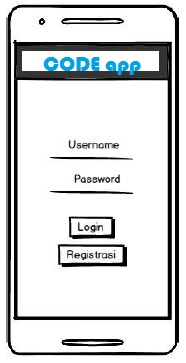 CODE app
Username
Password
Login
Registrasi